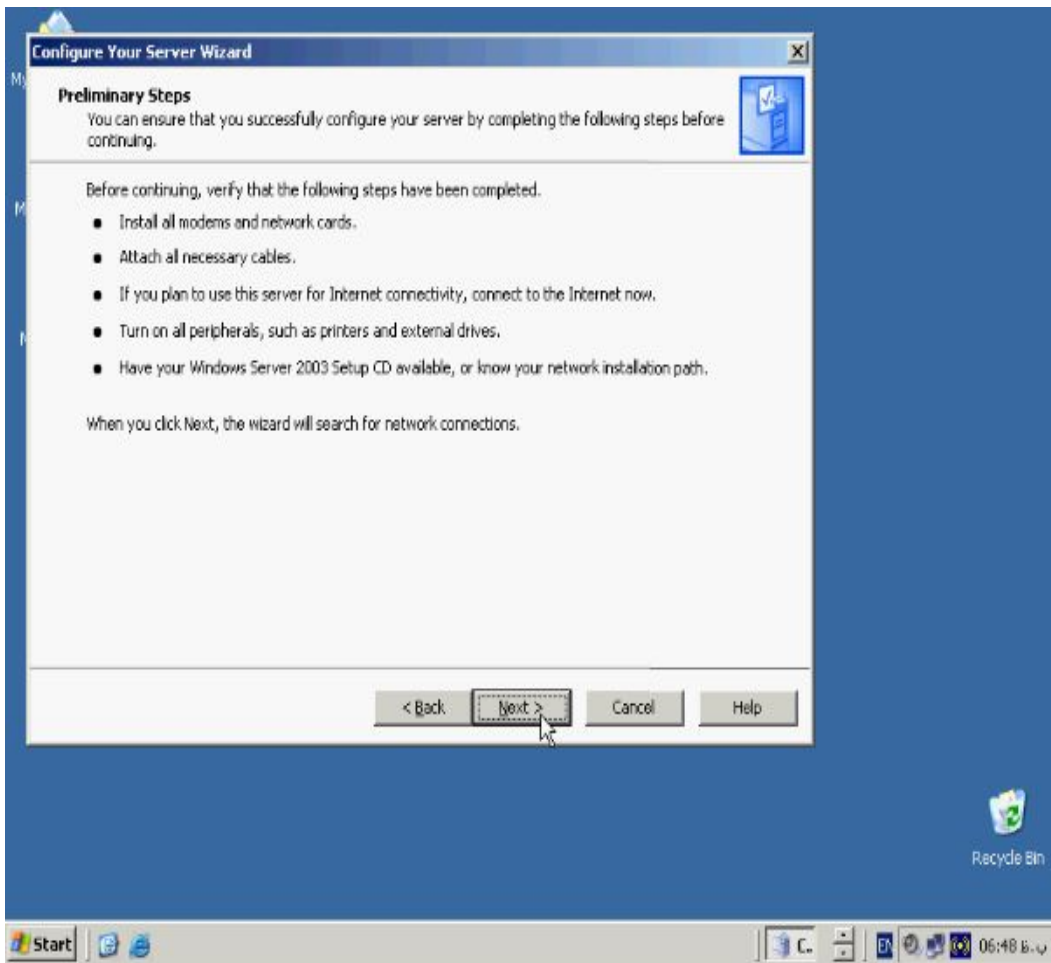 Configure Your Server Wizard
Preliminary Steps
You can ensure that you successfully configure your server by completing the following steps before
continuing.
Before continuing, verify that the following steps have been completed.
Install all modems and network cards.
Attach all necessary cables.
If you plan to use this server for Internet connectivity, connect to the Internet now.
Turn on all peripherals, such as printers and external drives.
Have your Windows Server 2003 Setup CD available, or know your network installation path.
When you click Next, the wizard will search for network connections.
< Back
Next >
Cancel
Help
My
M
Recycle Bin
Start
C..
EN
06:48 ب.ظ